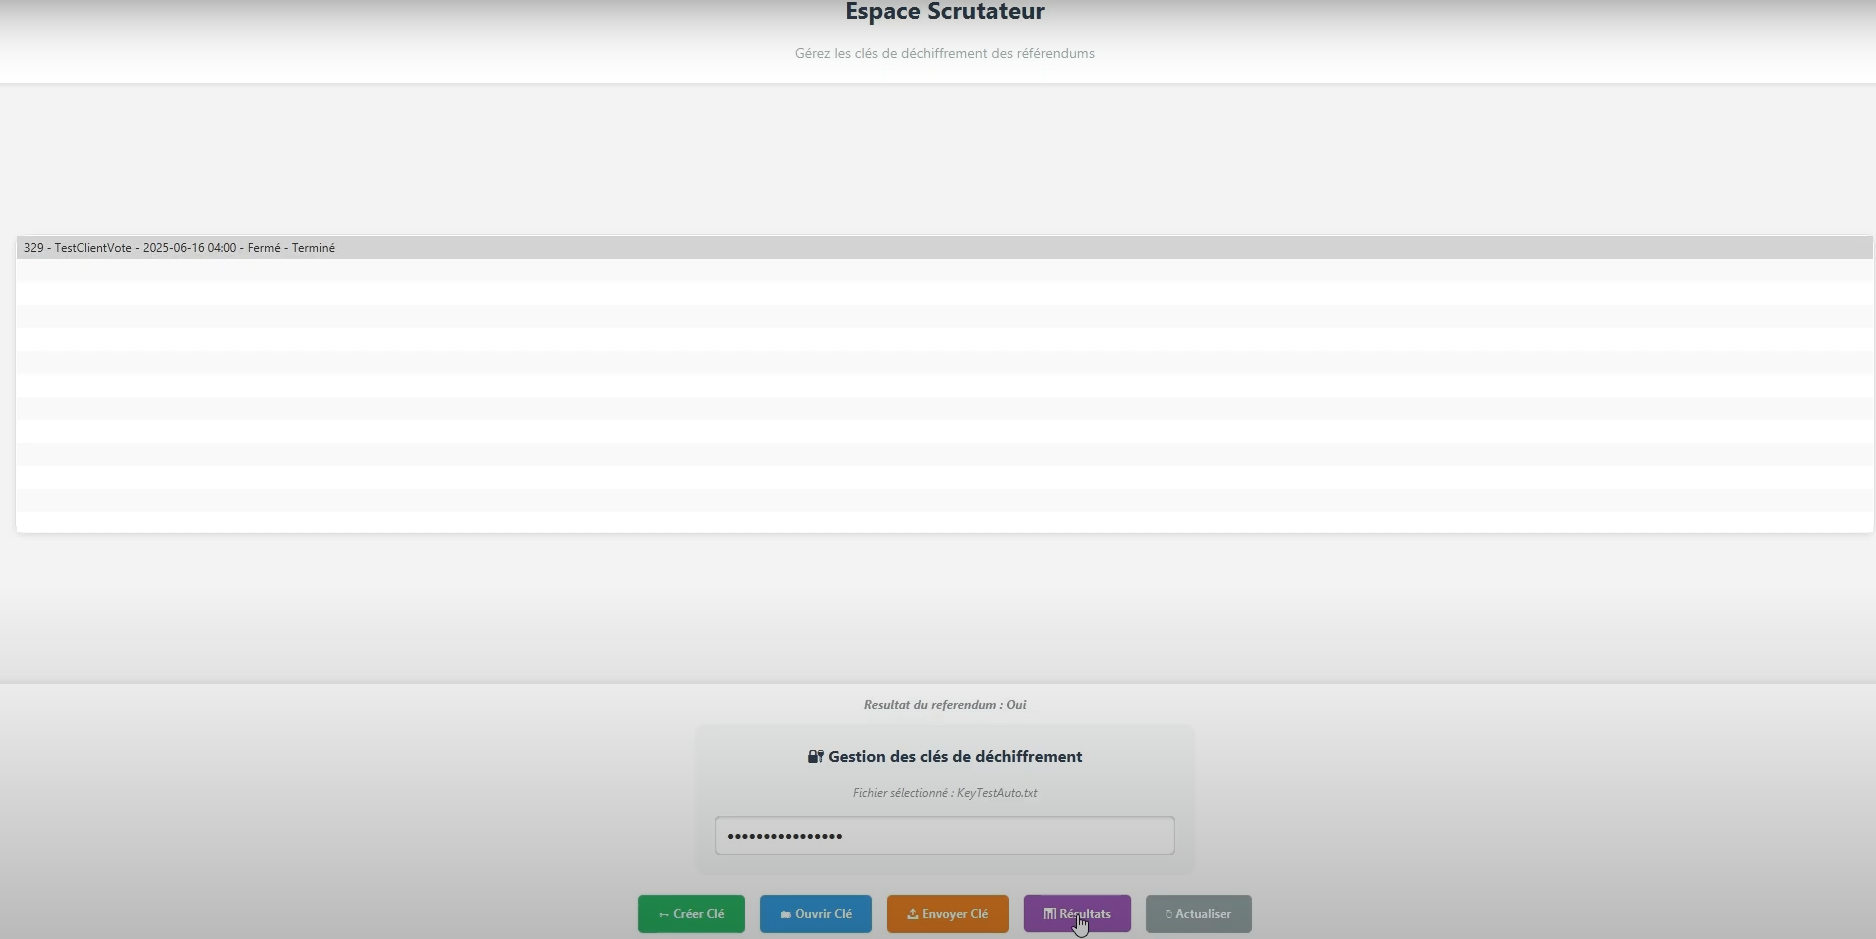 Espace Scrutateur
Gérez les clés de déchiffrement des référendums
329 - TestClientVote - 2025-06-16 04:00 - Fermé - Terminé
Resultat du referendum : Oui
Gestion des clés de déchiffrement
Fichier sélectionné : KeyTestAuto.txt
••••••••••••••••
Créer Clé
Ouvrir Clé
Envoyer Clé
Résultats
Actualiser